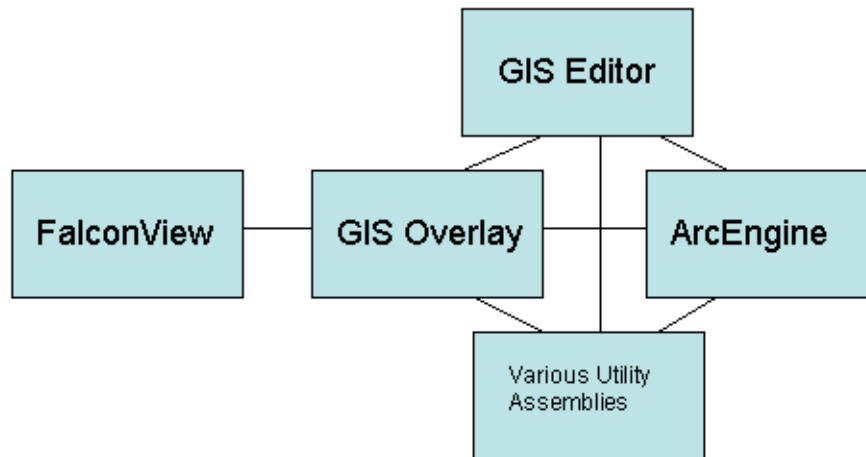 GIS Editor
FalconView
GIS Overlay
ArcEngine
Various Utility
Assemblies